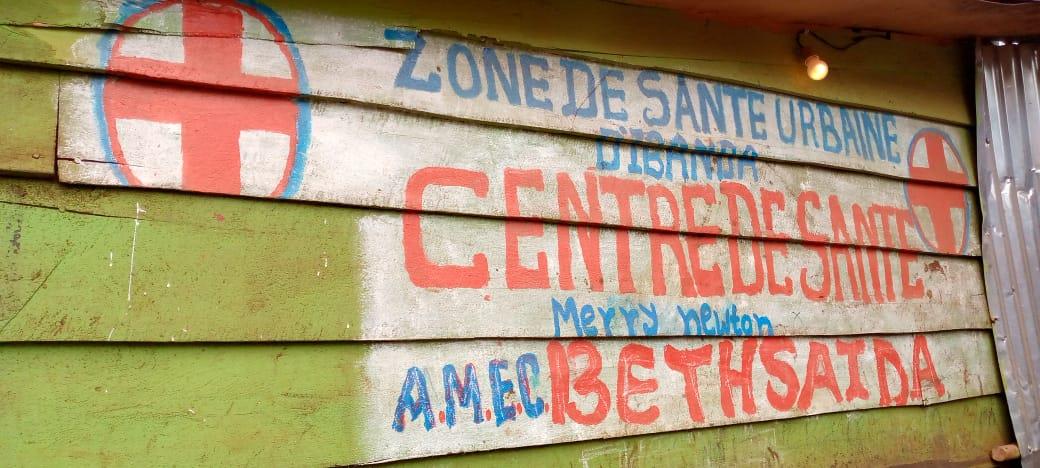 ZONE DE SANTE URBAINE
D'IBANDA
CENTRE DE SANTE
Merry newton
A.M.E.C. BETHSAIDA